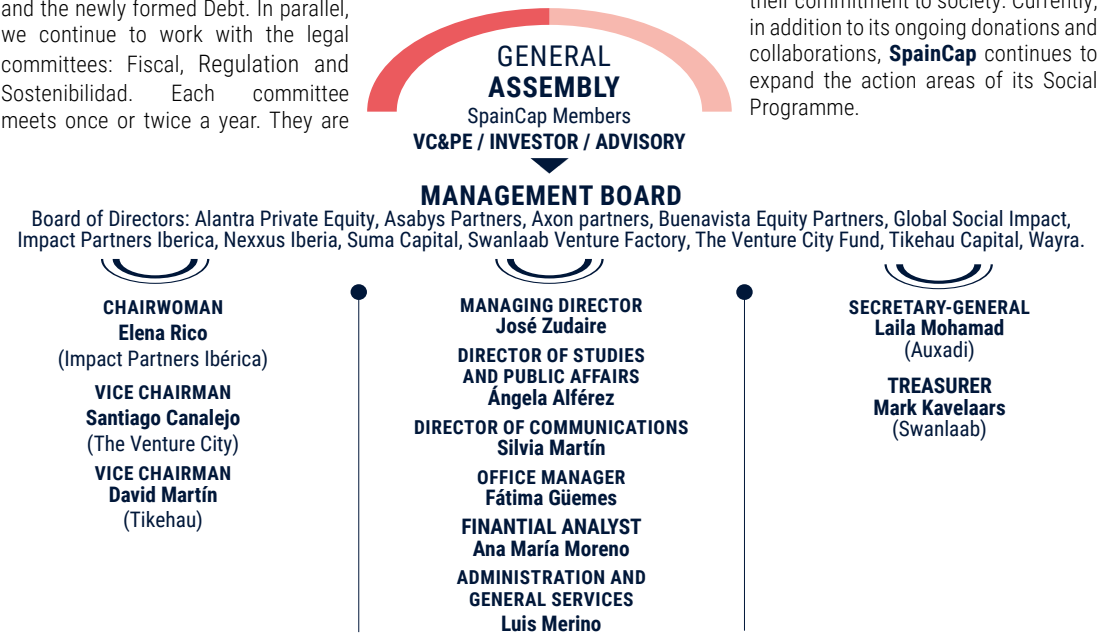 and the newly formed Debt. In parallel,
we continue to work with the legal
committees: Fiscal, Regulation and
Sostenibilidad. Each committee
meets once or twice a year. They are
their commitment to society. Currently,
in addition to its ongoing donations and
collaborations, SpainCap continues to
expand the action areas of its Social
Programme.
GENERAL
ASSEMBLY
SpainCap Members
VC&PE / INVESTOR / ADVISORY
MANAGEMENT BOARD
Board of Directors: Alantra Private Equity, Asabys Partners, Axon partners, Buenavista Equity Partners, Global Social Impact,
Impact Partners Iberica, Nexxus Iberia, Suma Capital, Swanlaab Venture Factory, The Venture City Fund, Tikehau Capital, Wayra.
CHAIRWOMAN
Elena Rico
(Impact Partners Ibérica)
VICE CHAIRMAN
Santiago Canalejo
(The Venture City)
VICE CHAIRMAN
David Martín
(Tikehau)
MANAGING DIRECTOR
José Zudaire
DIRECTOR OF STUDIES
AND PUBLIC AFFAIRS
Ángela Alférez
DIRECTOR OF COMMUNICATIONS
Silvia Martín
OFFICE MANAGER
Fátima Güemes
FINANTIAL ANALYST
Ana María Moreno
ADMINISTRATION AND
GENERAL SERVICES
Luis Merino
SECRETARY-GENERAL
Laila Mohamad
(Auxadi)
TREASURER
Mark Kavelaars
(Swanlaab)